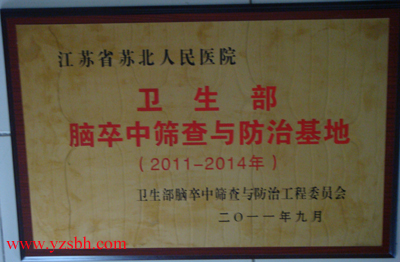 江苏省苏北人民医院
卫生部
脑卒中筛查与防治基地
(2011-2014年)
卫生部脑卒中筛查与防治工程委员会
二〇一一年九月
www.yzsbh.com